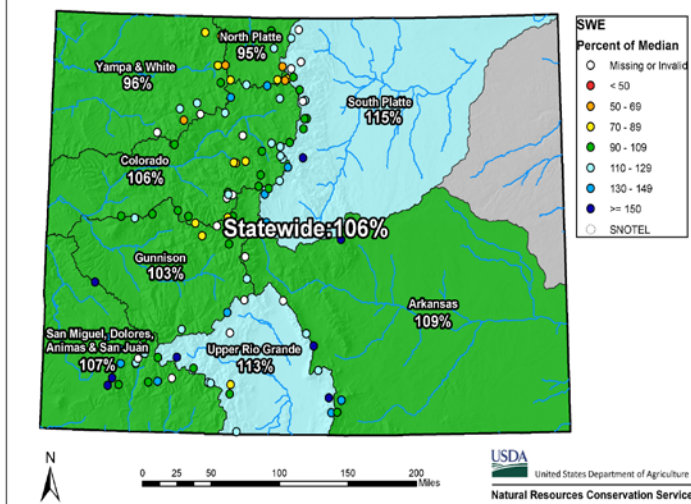 North Platte
95%
Yampa & White
96%
South Platte
115%
Colorado
106%
Statewide:106%
Gunnison
103%
Arkansas
109%
San Miguel, Dolores,
Animas & San Juan
107%
Upper Rio Grande
113%
SWE
Percent of Median
Missing or Invalid
< 50
50 - 69
70 - 89
90 - 109
110 - 129
130 - 149
>= 150
SNOTEL
N
0 25 50 100 150 200
Miles
USDA
United States Department of Agriculture
Natural Resources Conservation Service